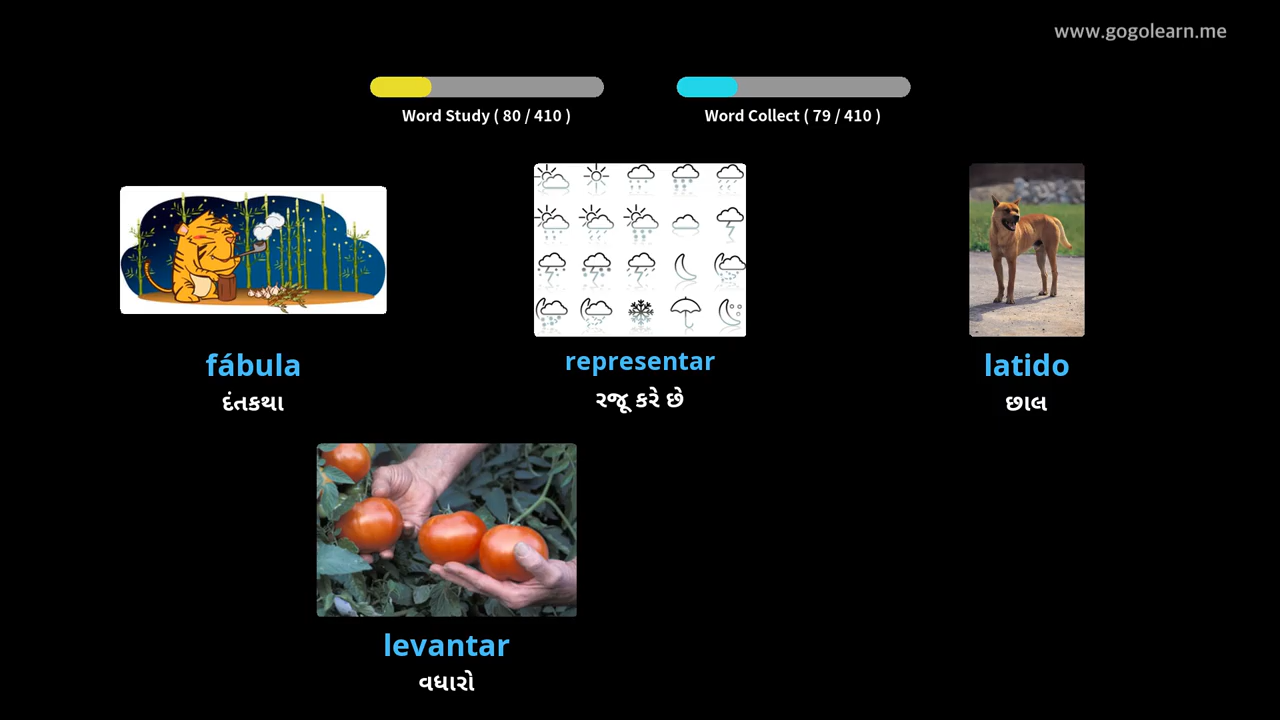 www.gogolearn.me
Word Study ( 80 / 410 )
Word Collect ( 79 / 410 )
fábula
દંતકથા
representar
રજૂ કરે છે
latido
છાલ
levantar
વધારો